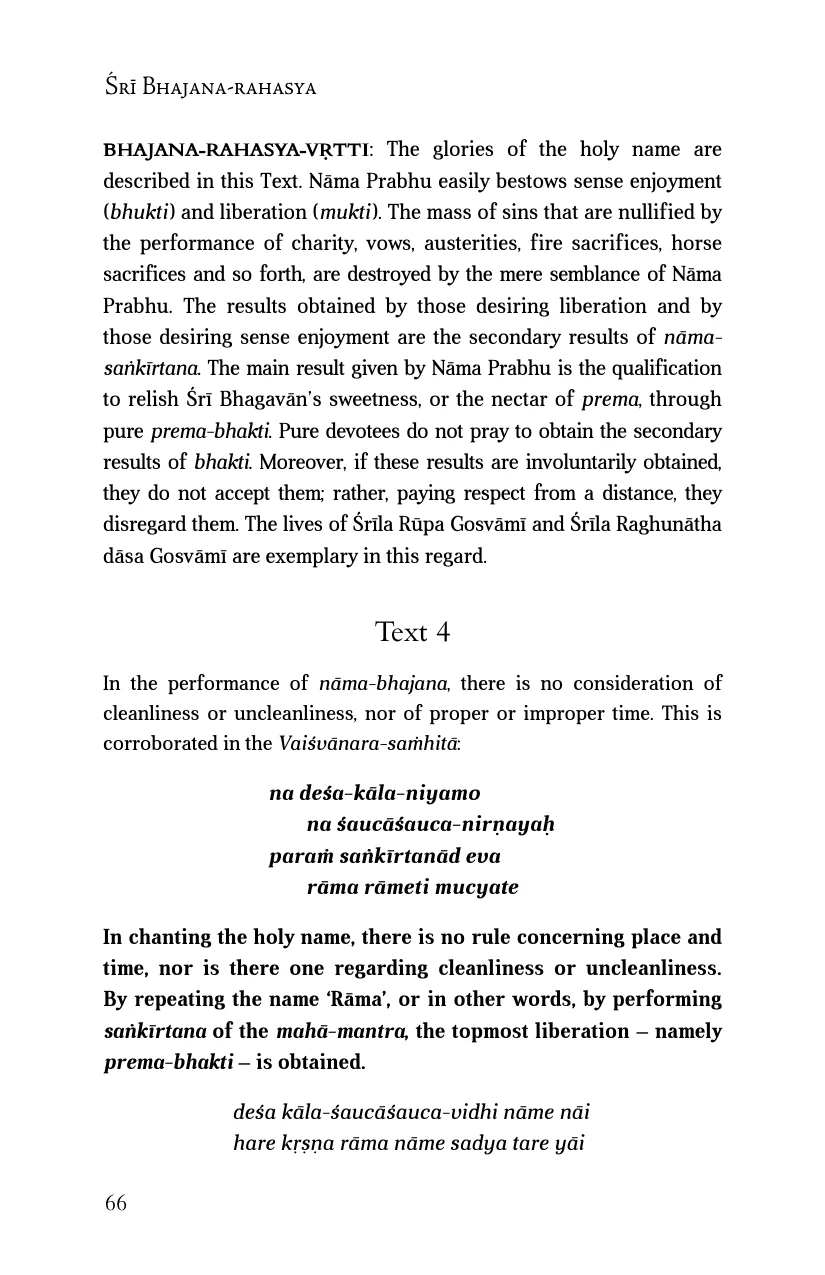 Śrī Bhajana-rahasya
BHAJANA-RAHASYA-VṚTTI: The glories of the holy name are
described in this Text. Nāma Prabhu easily bestows sense enjoyment
(bhukti) and liberation (mukti). The mass of sins that are nullified by
the performance of charity, vows, austerities, fire sacrifices, horse
sacrifices and so forth, are destroyed by the mere semblance of Nāma
Prabhu. The results obtained by those desiring liberation and by
those desiring sense enjoyment are the secondary results of nāma-
saṅkīrtana. The main result given by Nāma Prabhu is the qualification
to relish Śrī Bhagavān’s sweetness, or the nectar of prema, through
pure prema-bhakti. Pure devotees do not pray to obtain the secondary
results of bhakti. Moreover, if these results are involuntarily obtained,
they do not accept them; rather, paying respect from a distance, they
disregard them. The lives of Śrīla Rūpa Gosvāmī and Śrīla Raghunātha
dāsa Gosvāmī are exemplary in this regard.
Text 4
In the performance of nāma-bhajana, there is no consideration of
cleanliness or uncleanliness, nor of proper or improper time. This is
corroborated in the Vaiśvānara-saṁhitā:
na deśa-kāla-niyamo
na śaucāśauca-nirṇayaḥ
paraṁ saṅkīrtanād eva
rāma rāmeti mucyate
In chanting the holy name, there is no rule concerning place and
time, nor is there one regarding cleanliness or uncleanliness.
By repeating the name ‘Rāma’, or in other words, by performing
saṅkīrtana of the mahā-mantra, the topmost liberation – namely
prema-bhakti – is obtained.
deśa kāla-śaucāśauca-vidhi nāme nāi
hare kṛṣṇa rāma nāme sadya tare yāi
66